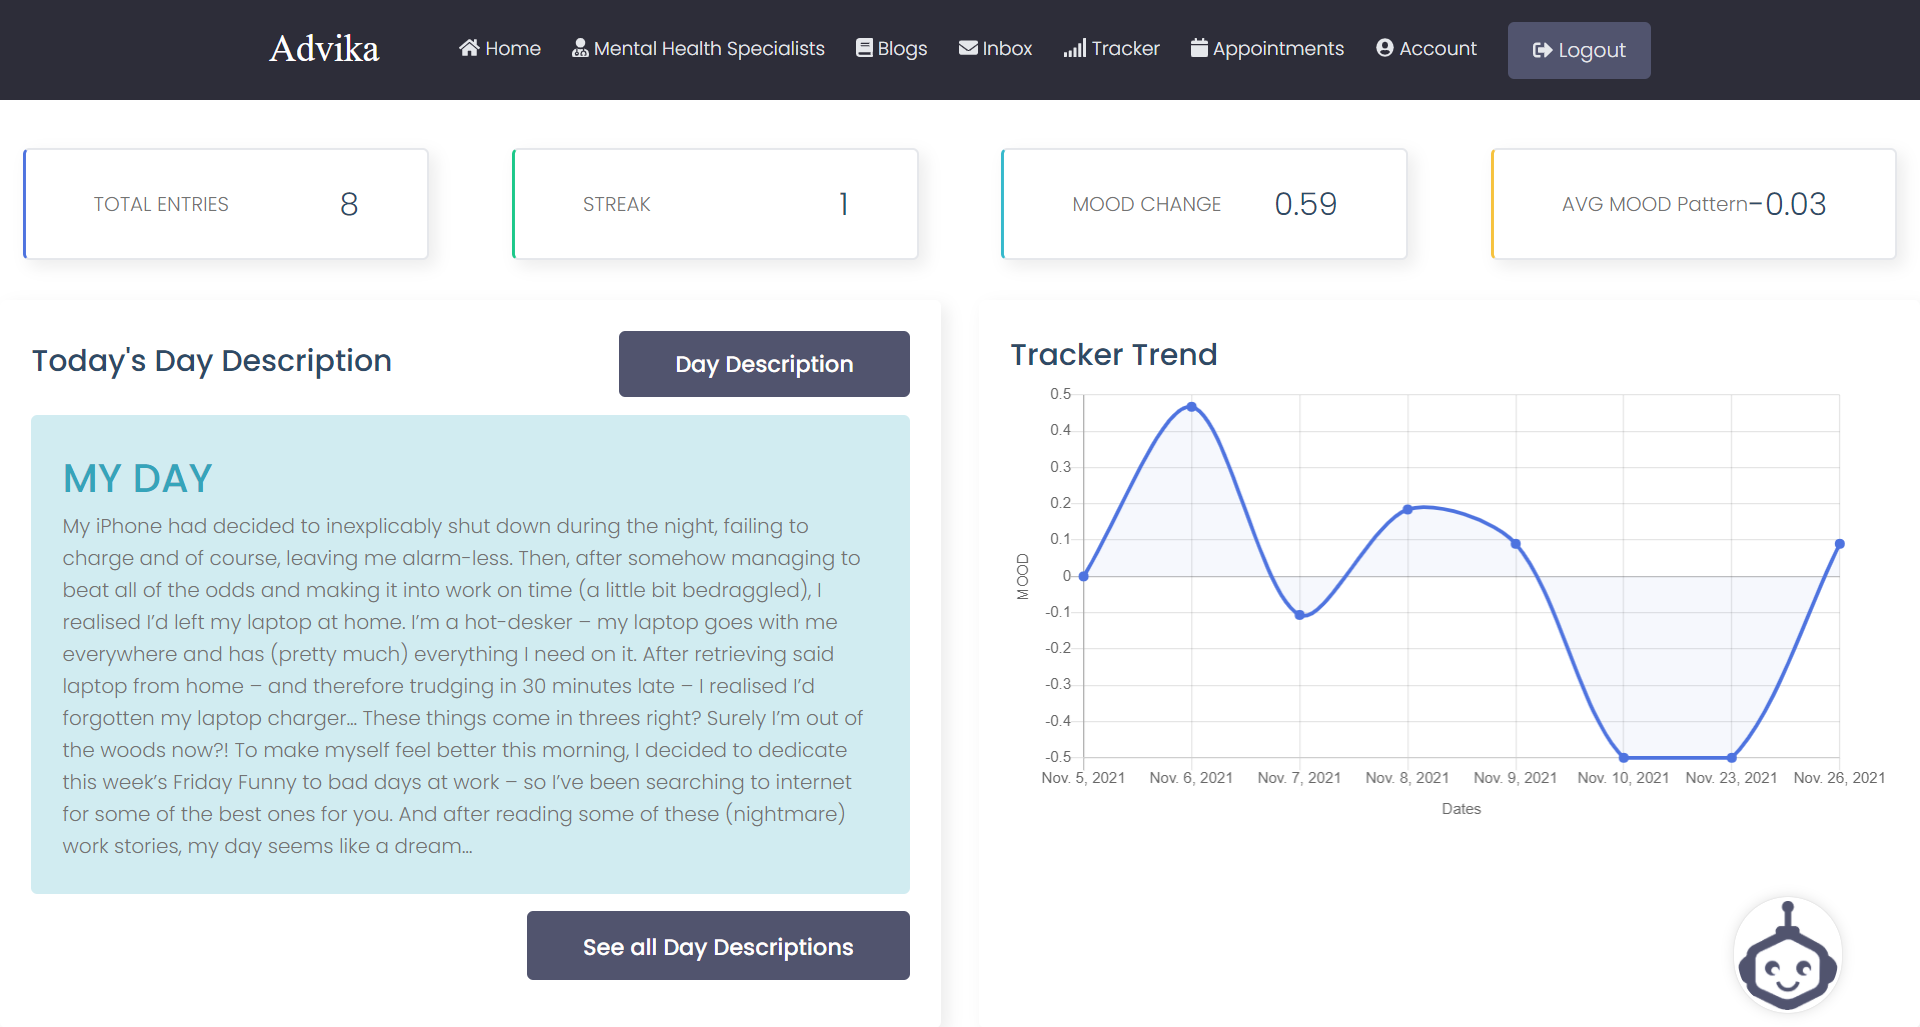 Advika
Home
Mental Health Specialists
Blogs
Inbox
Tracker
Appointments
Account
Logout
TOTAL ENTRIES 8
STREAK 1
MOOD CHANGE 0.59
AVG MOOD Pattern -0.03
Today's Day Description
Day Description
MY DAY
My iPhone had decided to inexplicably shut down during the night, failing to
charge and of course, leaving me alarm-less. Then, after somehow managing to
beat all of the odds and making it into work on time (a little bit bedraggled), I
realised I’d left my laptop at home. I’m a hot-desker – my laptop goes with me
everywhere and has (pretty much) everything I need on it. After retrieving said
laptop from home – and therefore trudging in 30 minutes late – I realised I’d
forgotten my laptop charger… These things come in threes right? Surely I’m out of
the woods now?! To make myself feel better this morning, I decided to dedicate
this week’s Friday Funny to bad days at work – so I’ve been searching to internet
for some of the best ones for you. And after reading some of these (nightmare)
work stories, my day seems like a dream…
See all Day Descriptions
Tracker Trend
0.5
0.4
0.3
0.2
0.1
0
-0.1
-0.2
-0.3
-0.4
-0.5
MOOD
Nov. 5, 2021
Nov. 6, 2021
Nov. 7, 2021
Nov. 8, 2021
Nov. 9, 2021
Nov. 10, 2021
Nov. 23, 2021
Nov. 26, 2021
Dates